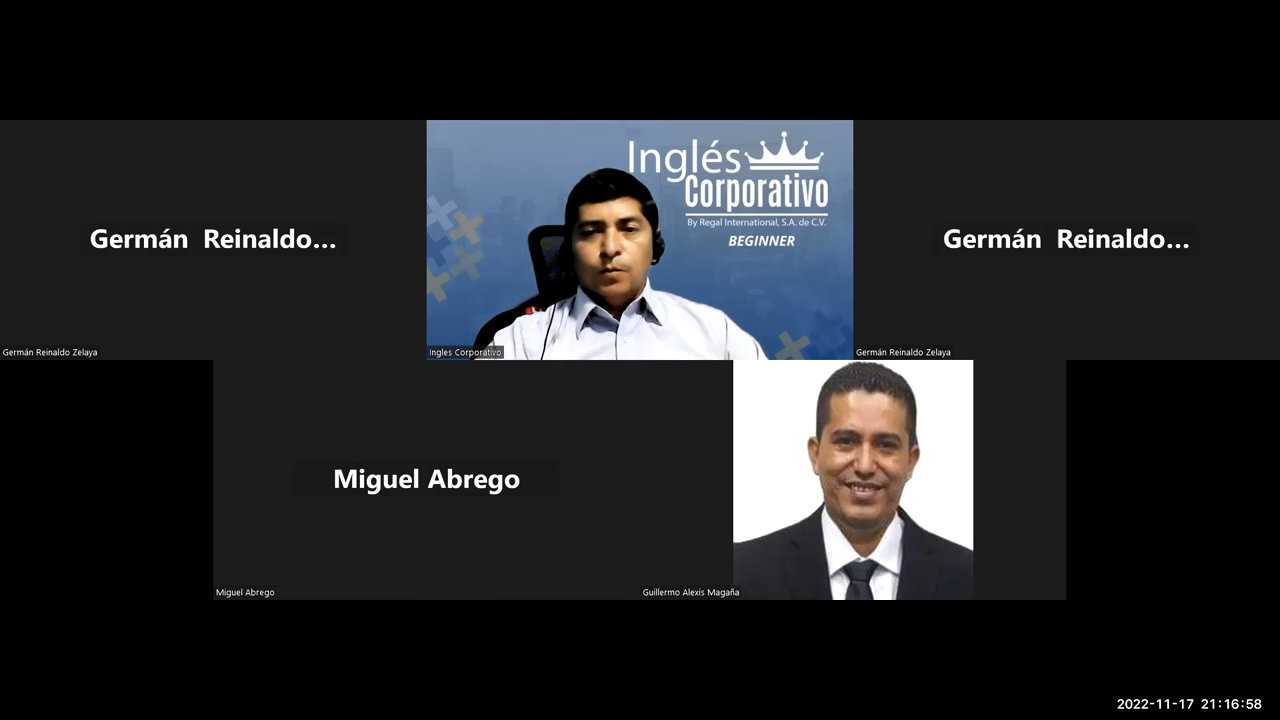 Inglés
Corporativo
By Regal International, S.A. de C.V.
BEGINNER
Germán Reinaldo...
Germán Reinaldo...
Germán Reinaldo Zelaya
Ingles Corporativo
Germán Reinaldo Zelaya
Miguel Abrego
Miguel Abrego
Guillermo Alexis Magaña
2022-11-17 21:16:58